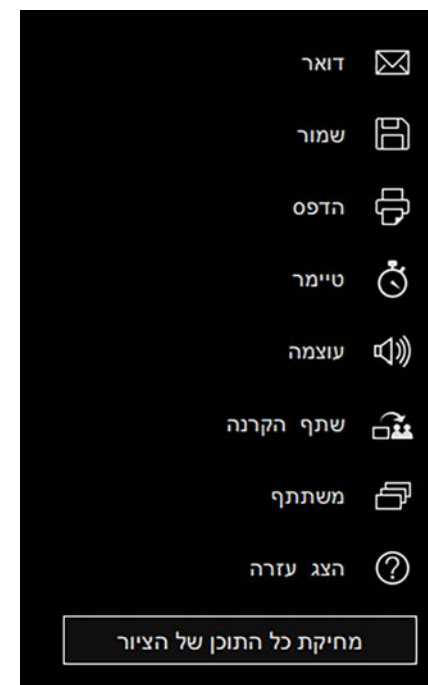 דואר
שמור
הדפס
טיימר
עוצמה
שתף הקרנה
משתתף
הצג עזרה
מחיקת כל התוכן של הציור